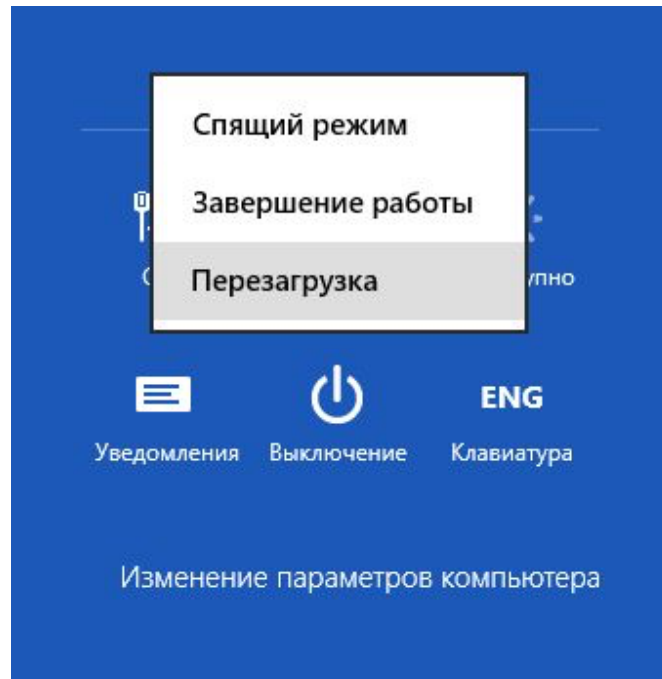 Спящий режим
Завершение работы
Перезагрузка
Уведомления
Выключение
ENG
Клавиатура
Изменение параметров компьютера